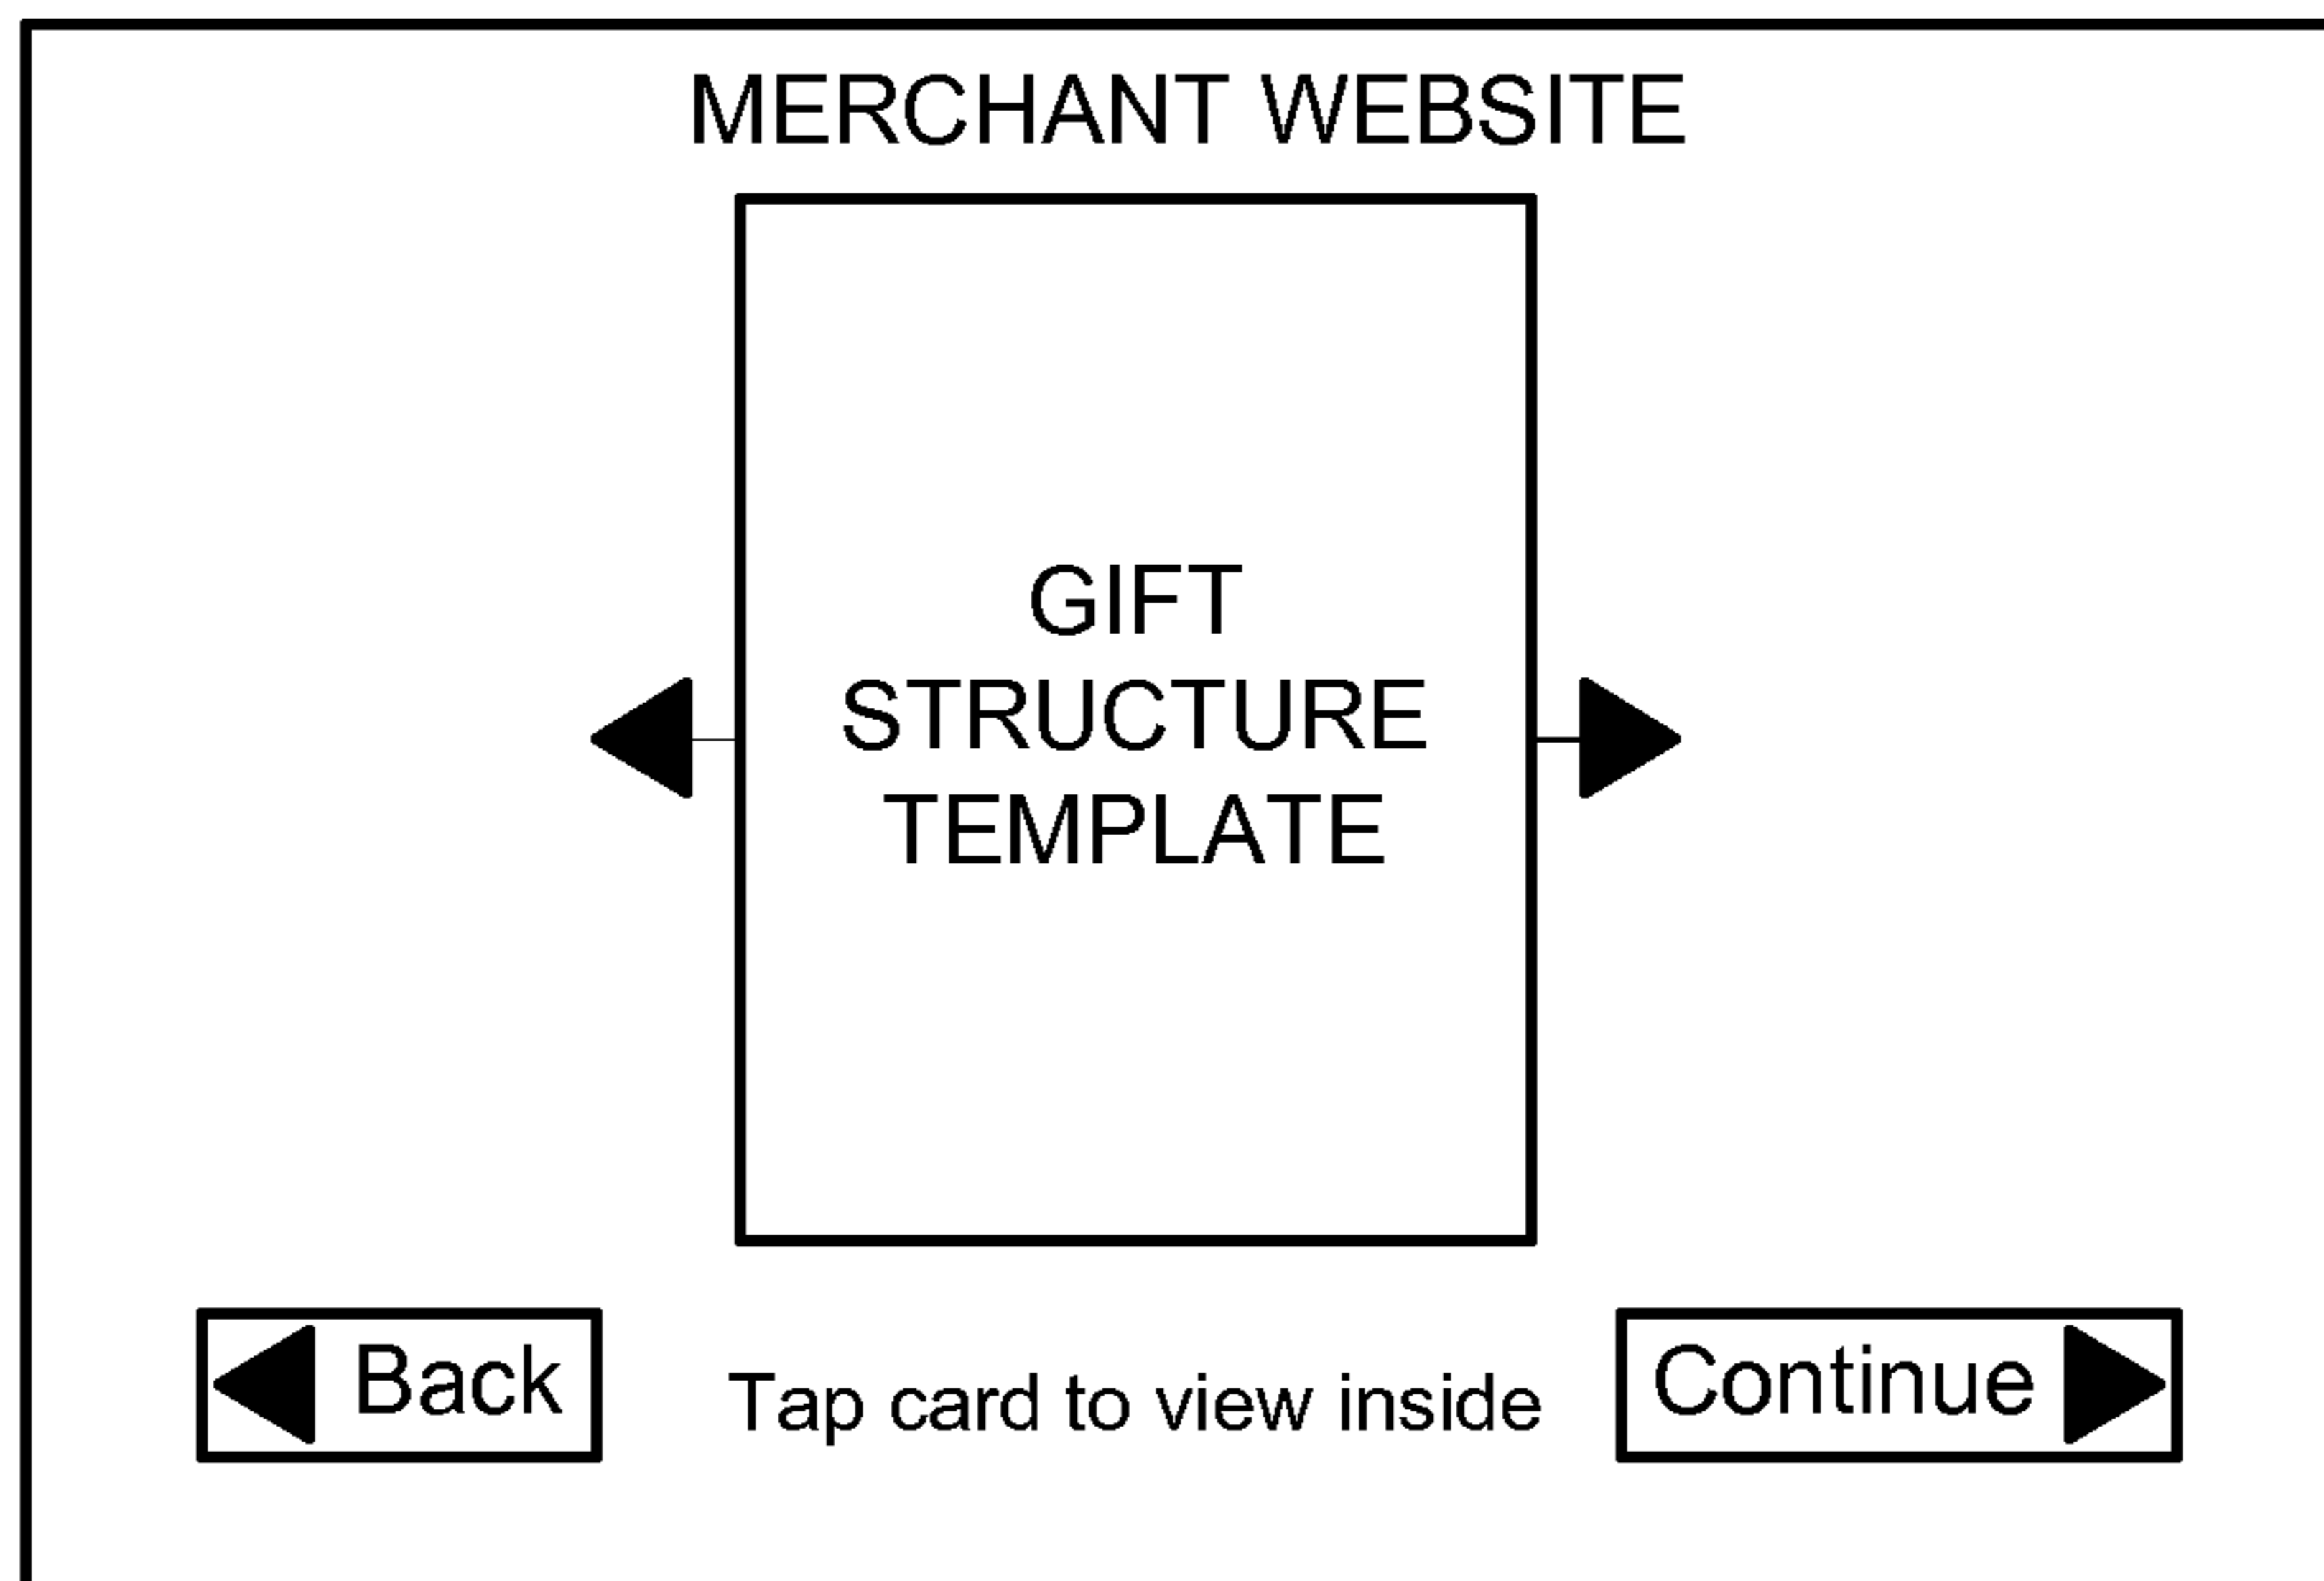 MERCHANT WEBSITE
GIFT
STRUCTURE
TEMPLATE
Back
Tap card to view inside
Continue